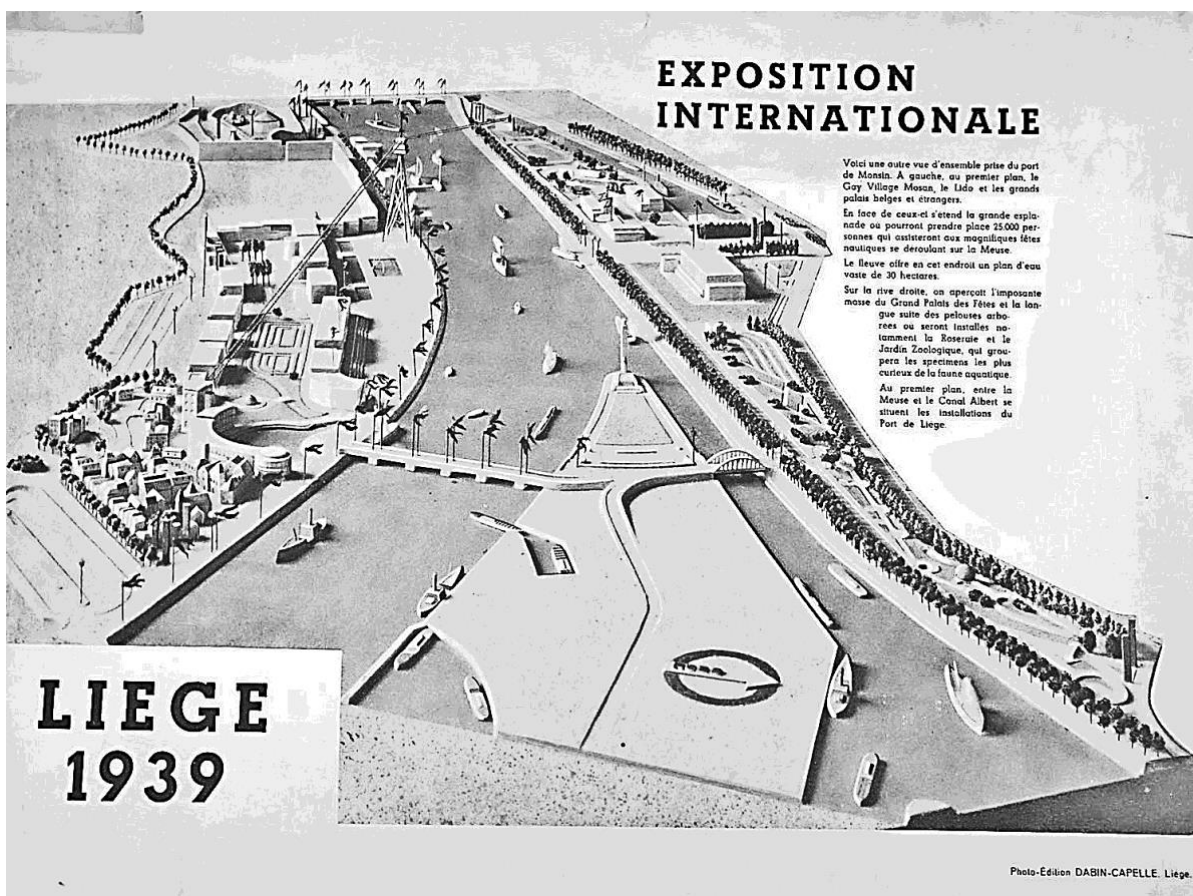 EXPOSITION
INTERNATIONALE
Voici une autre vue d'ensemble prise du port
de Monsin. A gauche, au premier plan, le
Gay Village Mosan, le Lido et les grands
palais belges et étrangers.
En face de ceux-ci s'étend la grande espla-
nade où pourront prendre place 25.000 per-
sonnes qui assisteront aux magnifiques fêtes
nautiques se déroulant sur la Meuse.
Le fleuve offre en cet endroit un plan d'eau
vaste de 30 hectares.
Sur la rive droite, on aperçoit l'imposante
masse du Grand Palais des Fêtes et la lon-
gue suite des pelouses arbo-
rees où seront installes no-
tamment la Roseraie et le
Jardin Zoologique, qui grou-
pera les specimens les plus
curieux de la faune aquatique.
Au premier plan, entre la
Meuse et le Canal Albert se
situent les installations du
Port de Liége.
LIEGE
1939
Photo-Édition DABIN-CAPELLE. Liége.